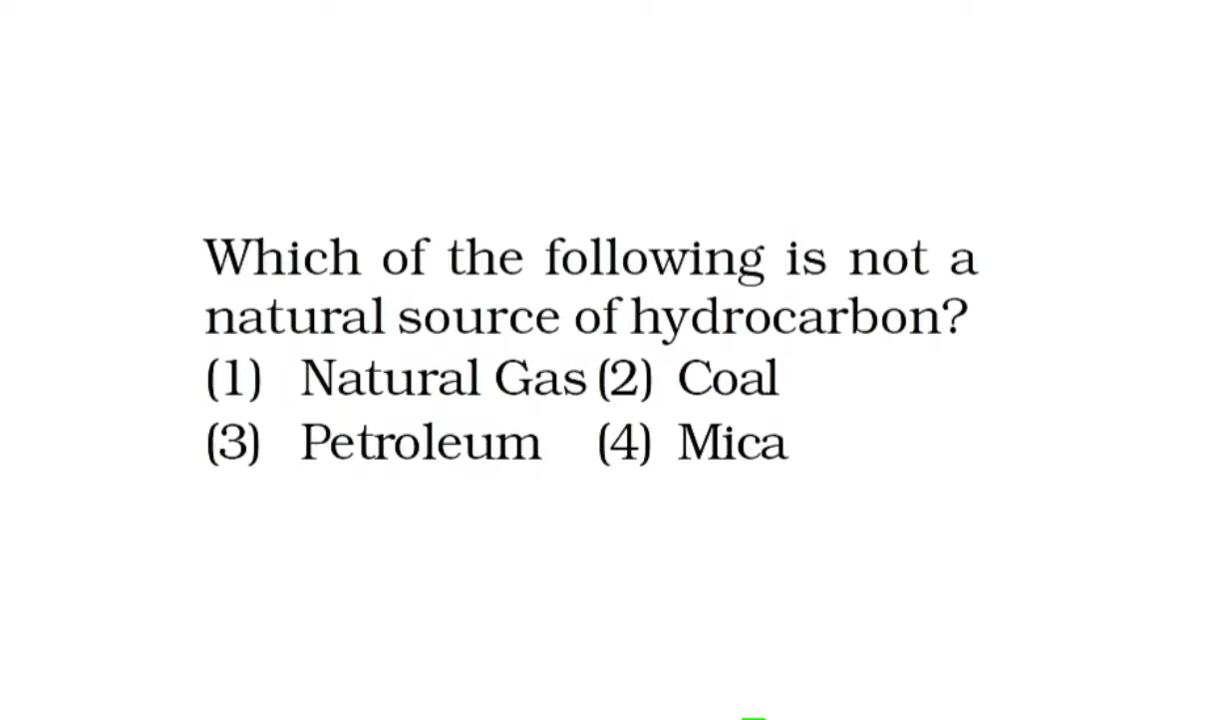 Which of the following is not a
natural source of hydrocarbon?
(1) Natural Gas (2) Coal
(3) Petroleum (4) Mica